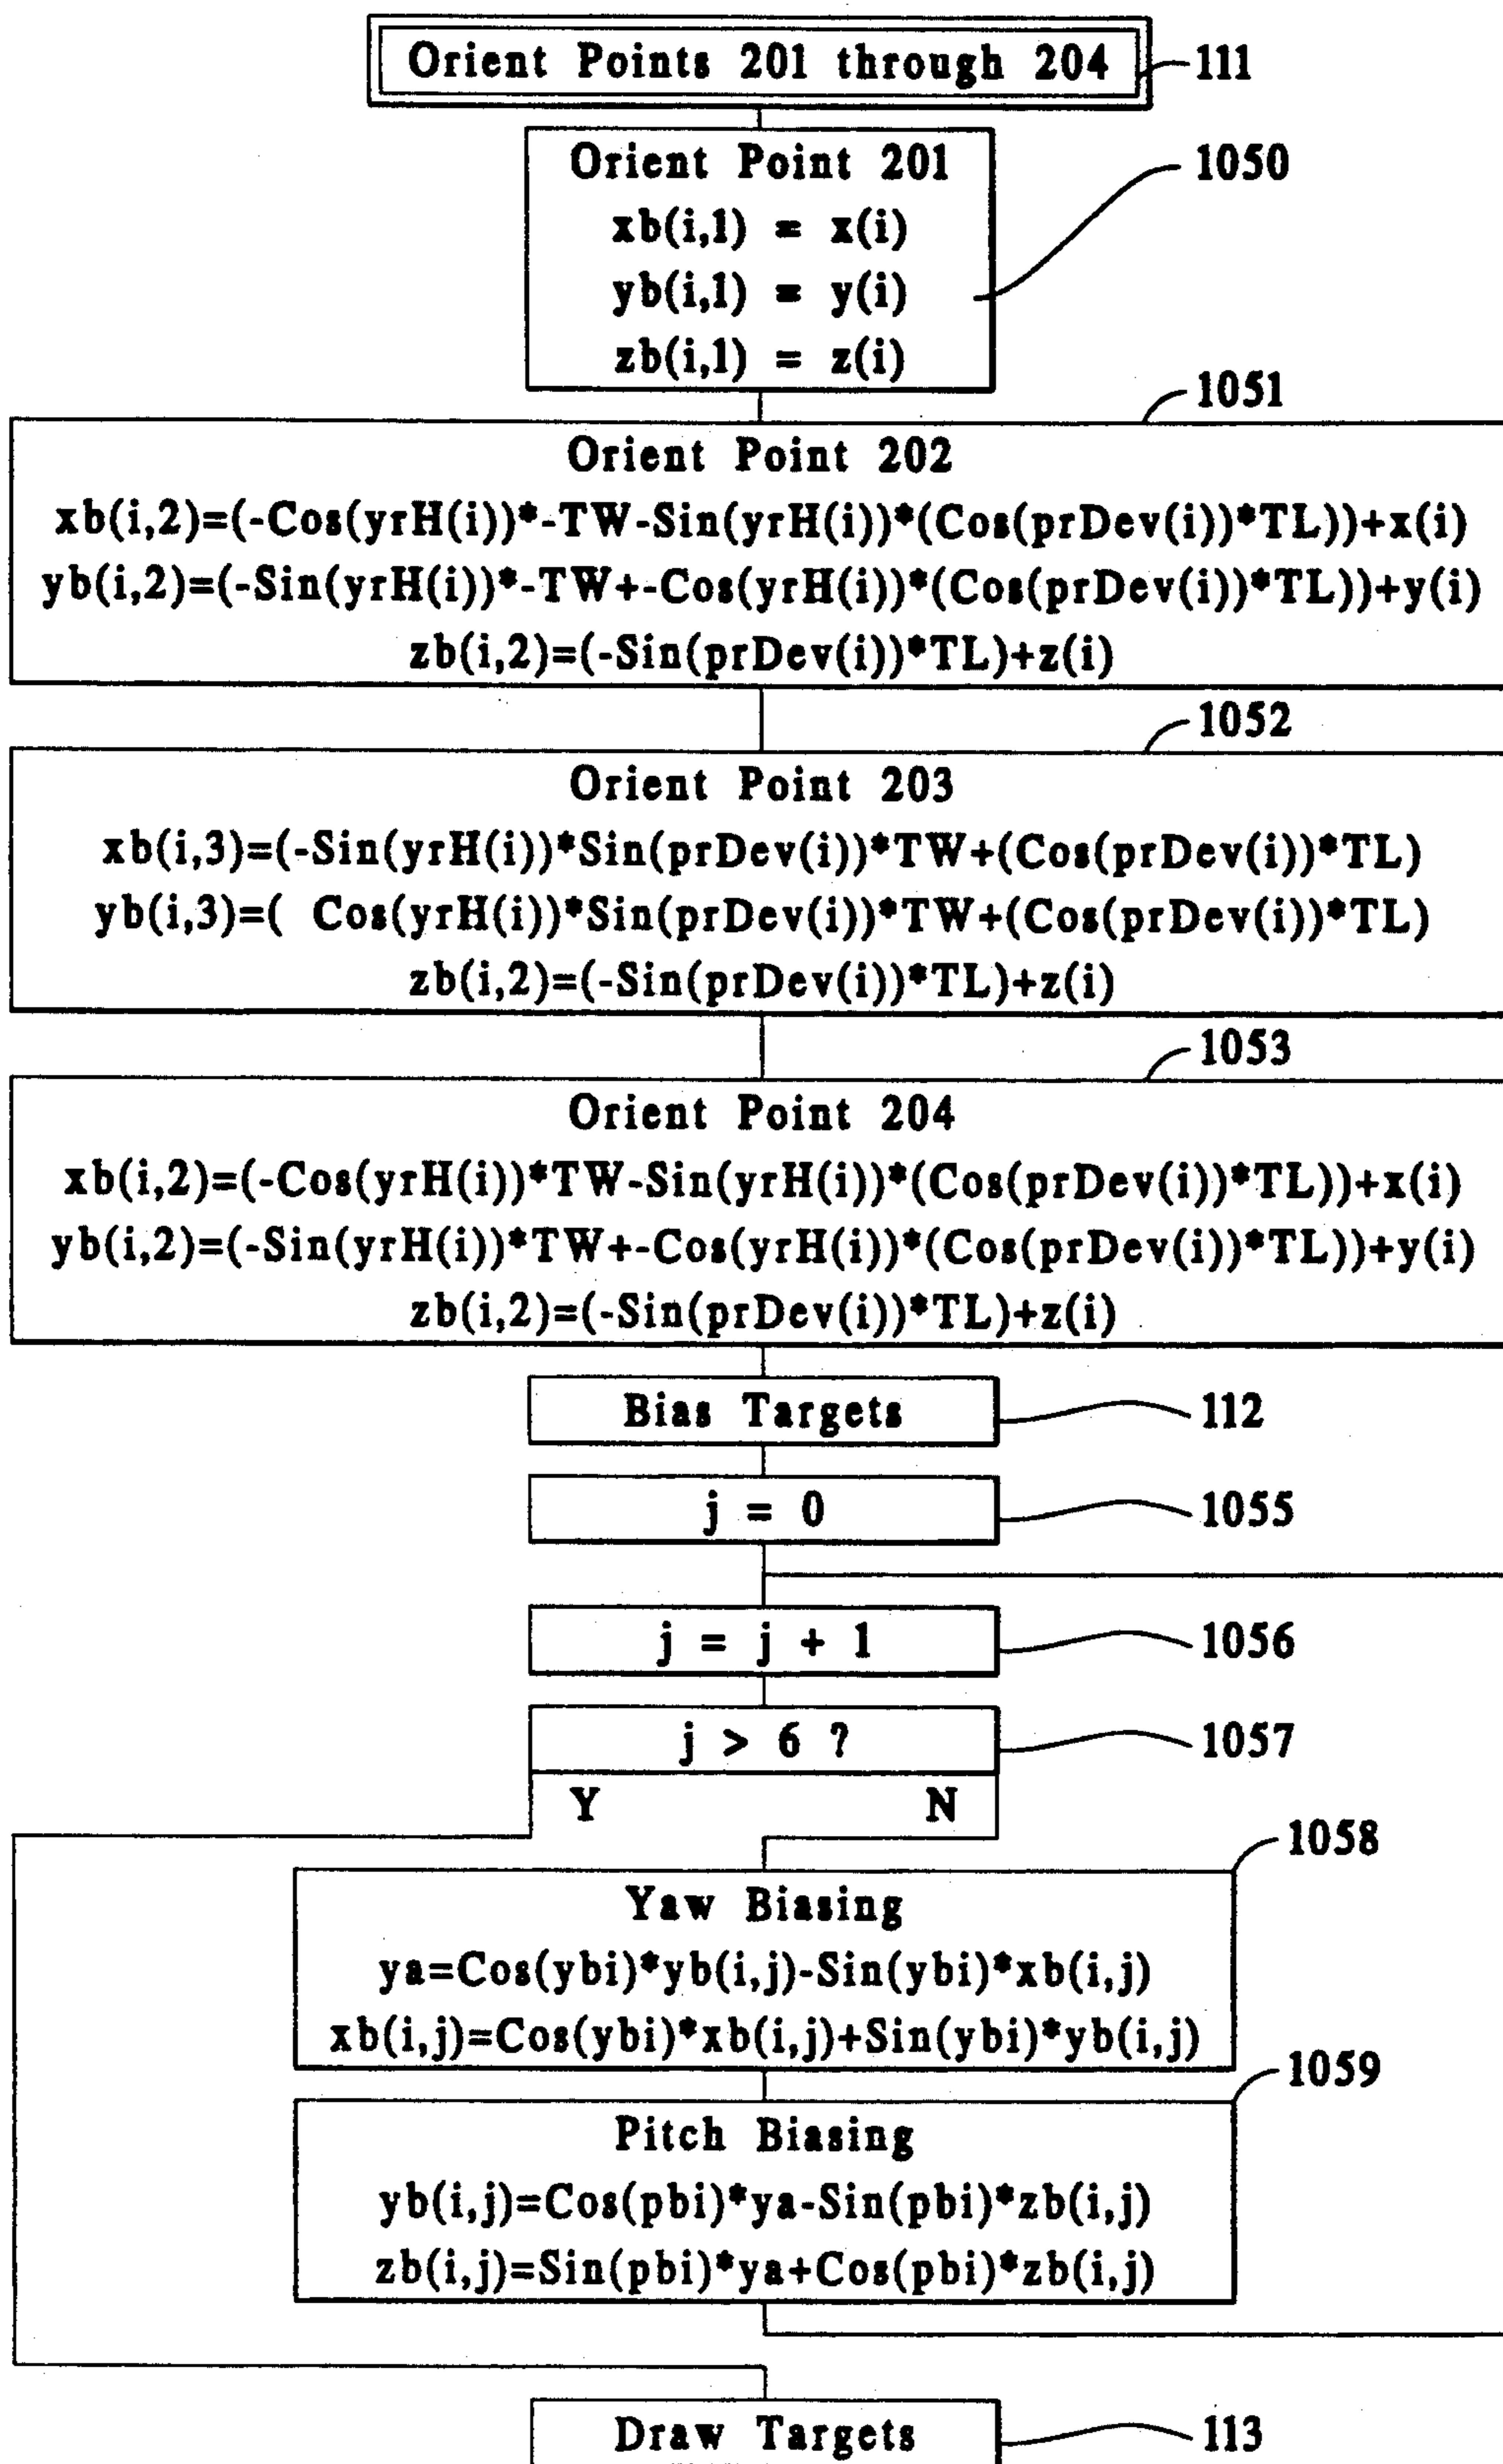 Orient Points 201 through 204
111
Orient Point 201
1050
xb(i,1) = x(i)
yb(i,1) = y(i)
zb(i,1) = z(i)
1051
Orient Point 202
xb(i,2)=(-Cos(yrH(i))*-TW-Sin(yrH(i))*(Cos(prDev(i))*TL))+x(i)
yb(i,2)=(-Sin(yrH(i))*-TW+-Cos(yrH(i))*(Cos(prDev(i))*TL))+y(i)
zb(i,2)=(-Sin(prDev(i))*TL)+z(i)
1052
Orient Point 203
xb(i,3)=(-Sin(yrH(i))*Sin(prDev(i))*TW+(Cos(prDev(i))*TL)
yb(i,3)=( Cos(yrH(i))*Sin(prDev(i))*TW+(Cos(prDev(i))*TL)
zb(i,2)=(-Sin(prDev(i))*TL)+z(i)
1053
Orient Point 204
xb(i,2)=(-Cos(yrH(i))*TW-Sin(yrH(i))*(Cos(prDev(i))*TL))+x(i)
yb(i,2)=(-Sin(yrH(i))*TW+-Cos(yrH(i))*(Cos(prDev(i))*TL))+y(i)
zb(i,2)=(-Sin(prDev(i))*TL)+z(i)
Bias Targets
112
j = 0
1055
j = j + 1
1056
j > 6 ?
1057
Y N
1058
Yaw Biasing
ya=Cos(ybi)*yb(i,j)-Sin(ybi)*xb(i,j)
xb(i,j)=Cos(ybi)*xb(i,j)+Sin(ybi)*yb(i,j)
1059
Pitch Biasing
yb(i,j)=Cos(pbi)*ya-Sin(pbi)*zb(i,j)
zb(i,j)=Sin(pbi)*ya+Cos(pbi)*zb(i,j)
Draw Targets
113